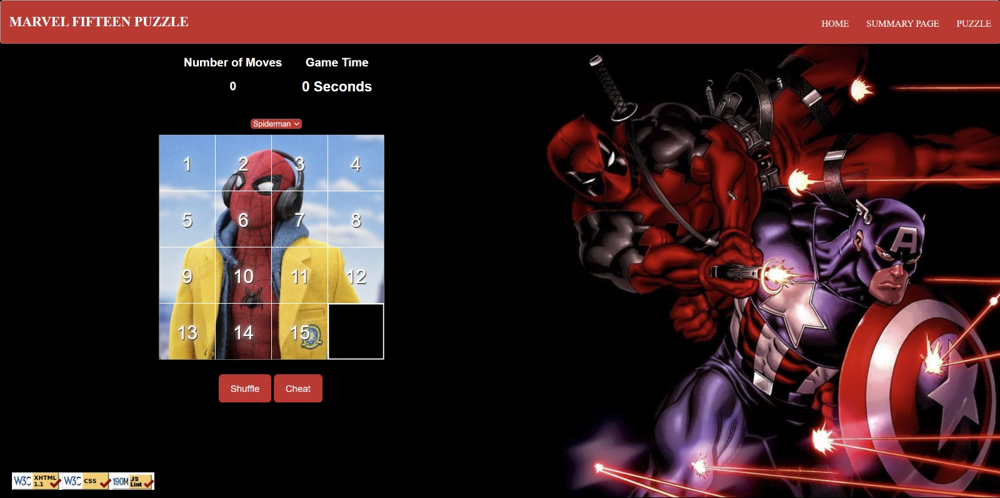 MARVEL FIFTEEN PUZZLE
HOME SUMMARY PAGE PUZZLE
Number of Moves Game Time
0 0 Seconds
Spiderman
1 2 3 4
5 6 7 8
9 10 11 12
13 14 15
Shuffle Cheat
A
W3C XHTML 1.1 W3C CSS 190M JS Lint